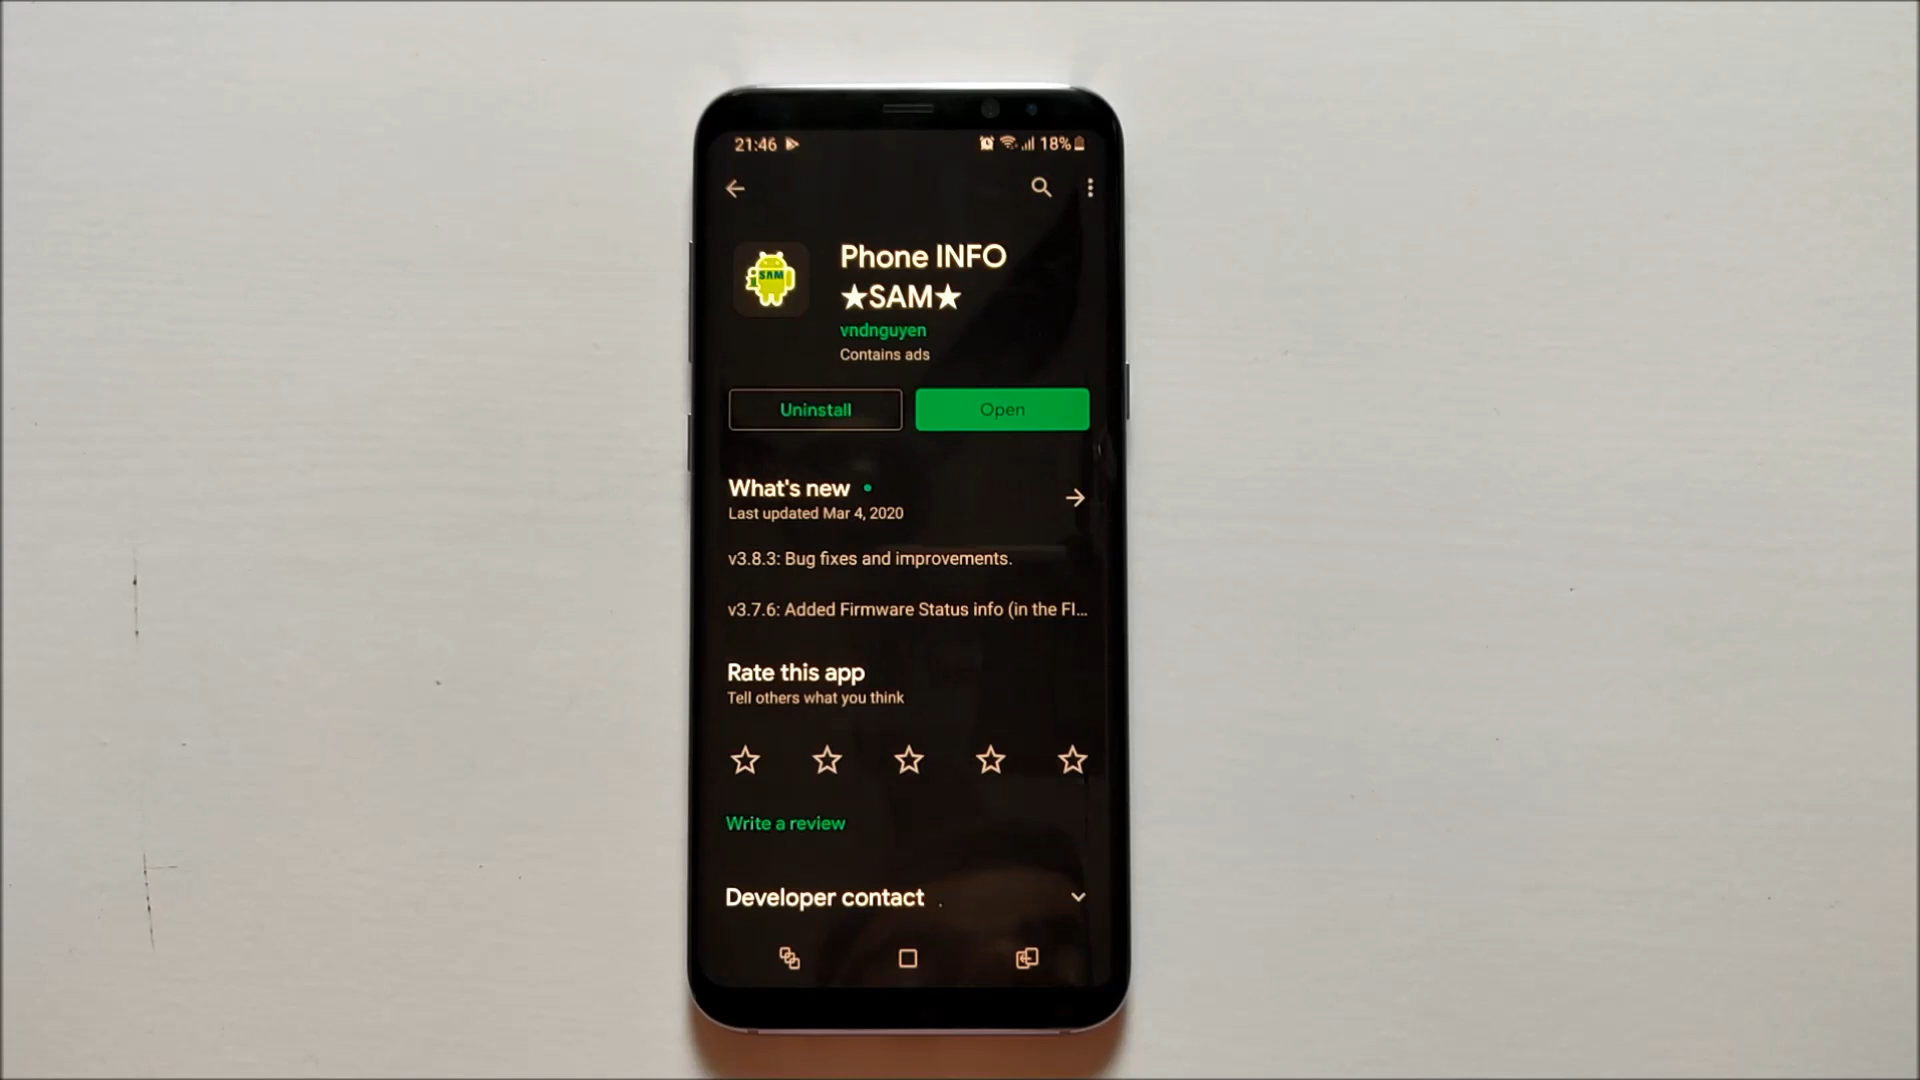 21:46 18%
Phone INFO
★SAM★
SAM
vndnguyen
Contains ads
Uninstall Open
What's new
Last updated Mar 4, 2020
v3.8.3: Bug fixes and improvements.
v3.7.6: Added Firmware Status info (in the FI...
Rate this app
Tell others what you think
Write a review
Developer contact